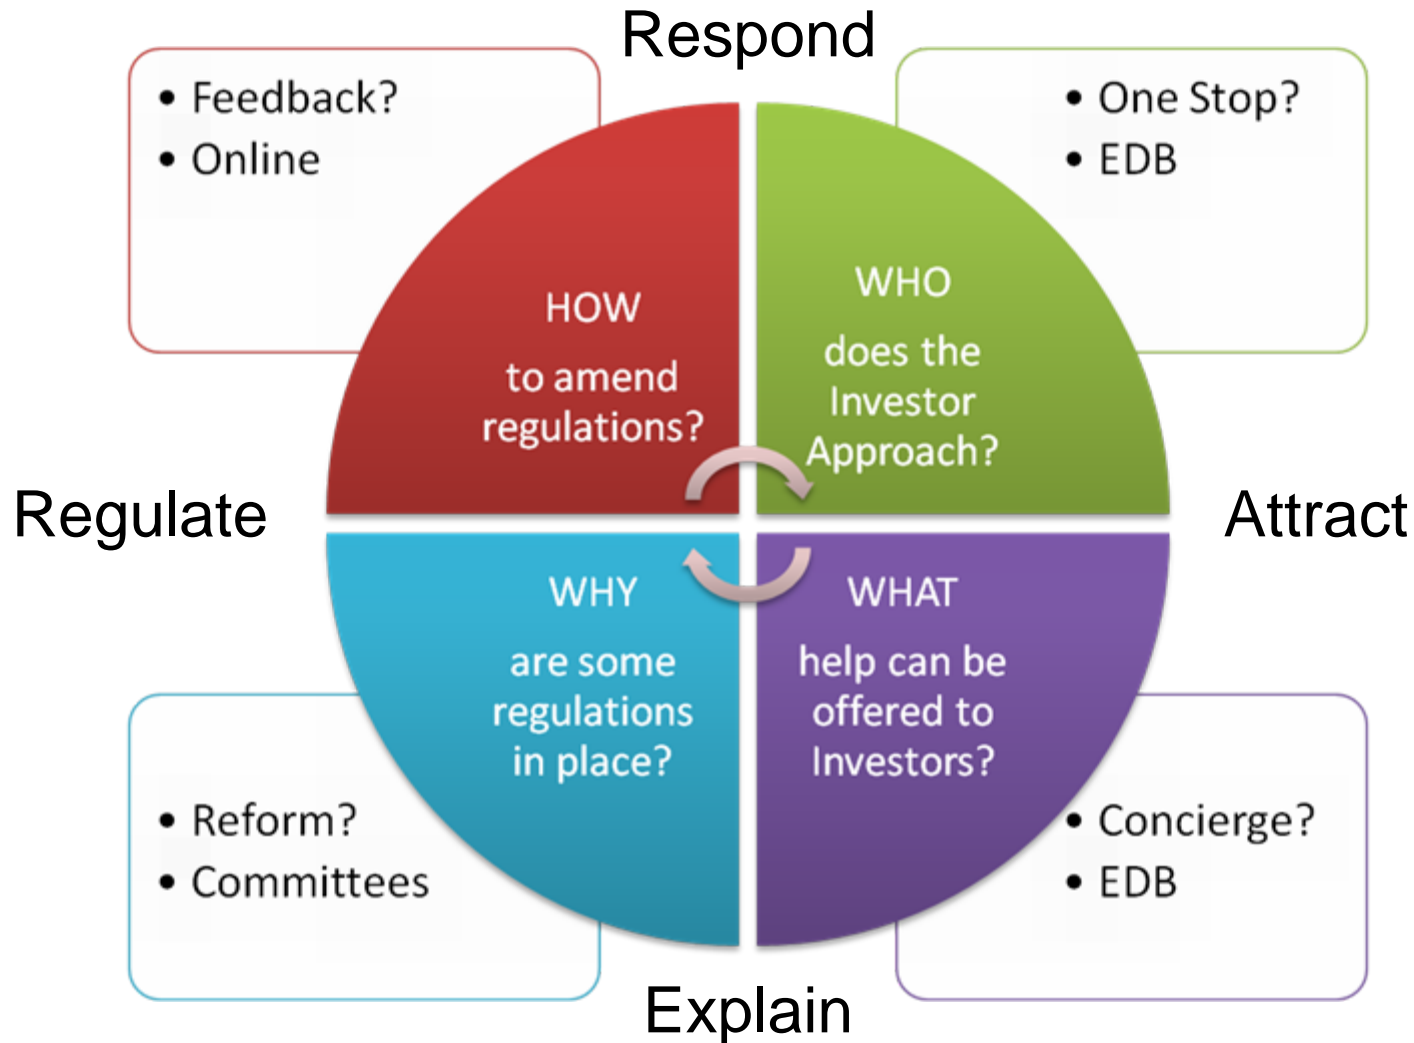 Respond
• Feedback?
• Online
• One Stop?
• EDB
HOW
to amend
regulations?
WHO
does the
Investor
Approach?
Regulate
Attract
WHY
are some
regulations
in place?
WHAT
help can be
offered to
Investors?
• Reform?
• Committees
• Concierge?
• EDB
Explain